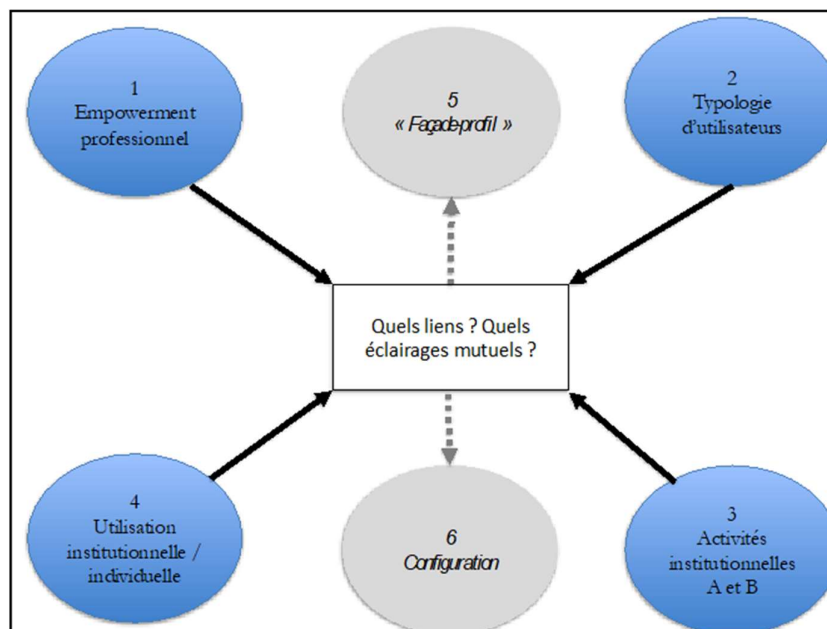 1
Empowerment
professionnel
5
« Façade-profil »
2
Typologie
d'utilisateurs
Quels liens ? Quels
éclairages mutuels ?
4
Utilisation
institutionnelle /
individuelle
6
Configuration
3
Activités
institutionnelles
A et B